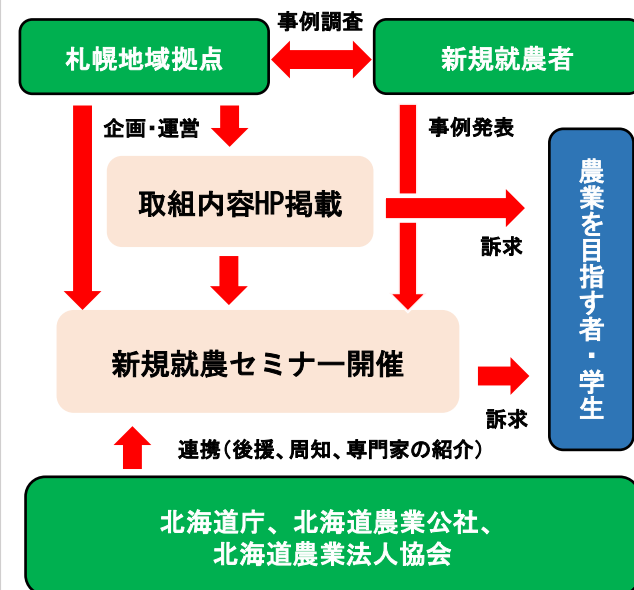 事例調査
札幌地域拠点
新規就農者
企画・運営
事例発表
取組内容HP掲載
訴求
農業を目指す者・学生
新規就農セミナー開催
訴求
連携(後援、周知、専門家の紹介)
北海道庁、北海道農業公社、
北海道農業法人協会